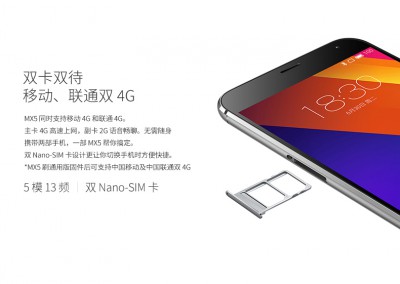 双卡双待
移动、联通双 4G
MX5 同时支持移动 4G 和联通 4G。
主卡 4G 高速上网，副卡 2G 语音畅聊。无需随身
携带两部手机，一部 MX5 帮你搞定。
双 Nano-SIM 卡设计更让你切换手机时方便快捷。
*MX5 刷通用版固件后可支持中国移动及中国联通双 4G
5 模 13 频 | 双 Nano-SIM 卡
18:30